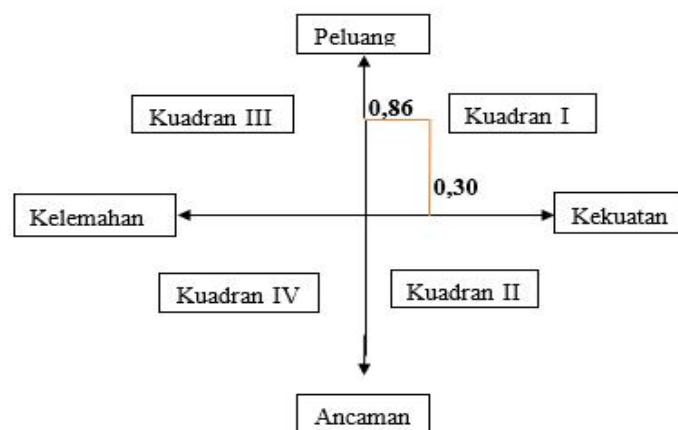 Peluang
Kuadran III
0,86
Kuadran I
0,30
Kelemahan
Kekuatan
Kuadran IV
Kuadran II
Ancaman